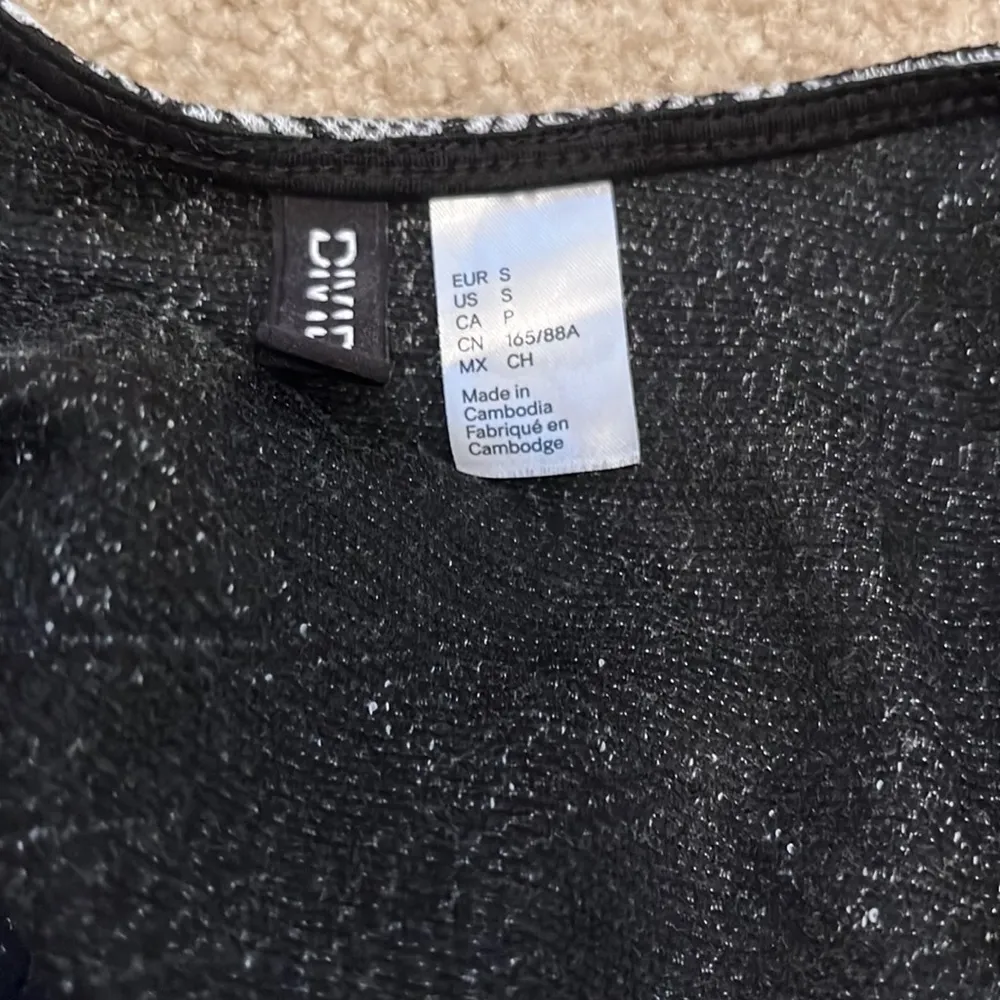 EUR S
US S
CA P
CN 165/88A
MX CH
Made in
Cambodia
Fabriqué en
Cambodge